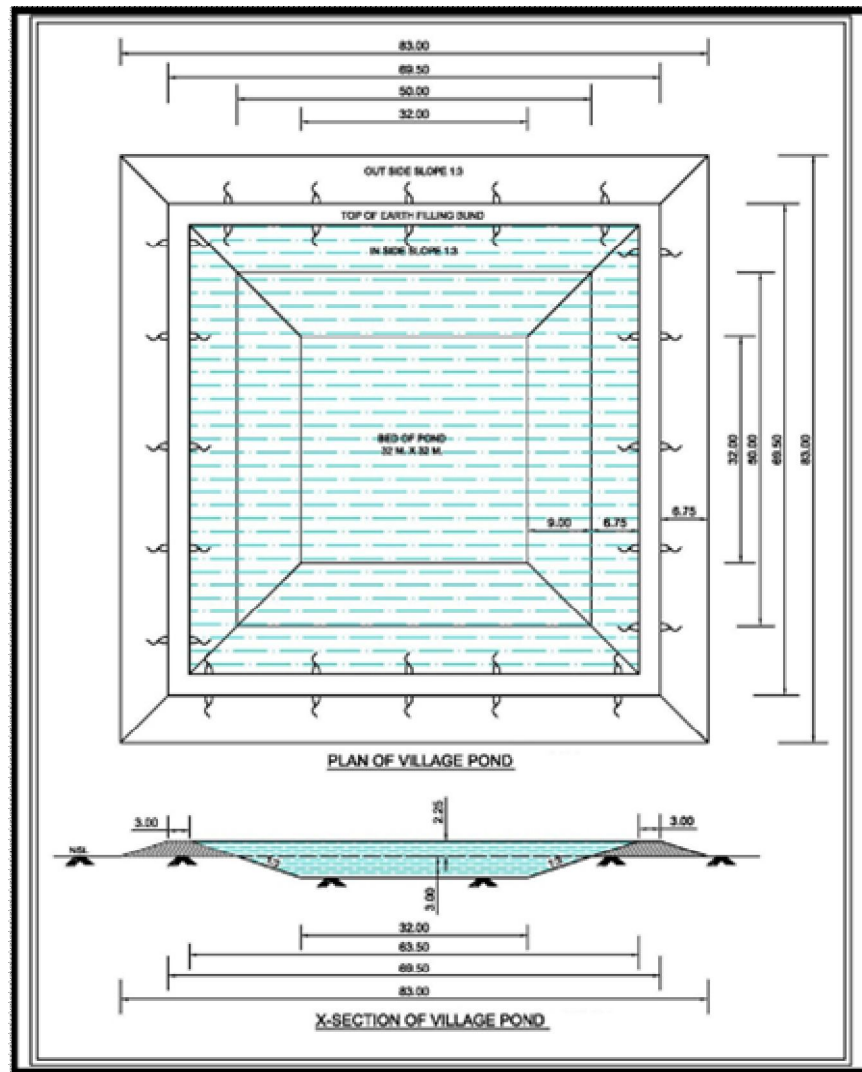 83.00
69.50
50.00
32.00
OUT SIDE SLOPE 1:3
TOP OF EARTH FILLING BUND
IN SIDE SLOPE 1:3
BED OF POND
32 M. X 32 M.
32.00
50.00
69.50
83.00
9.00
6.75
6.75
PLAN OF VILLAGE POND
3.00
2.25
3.00
NSL
1:3
1:3
3.00
32.00
63.50
69.50
83.00
X-SECTION OF VILLAGE POND